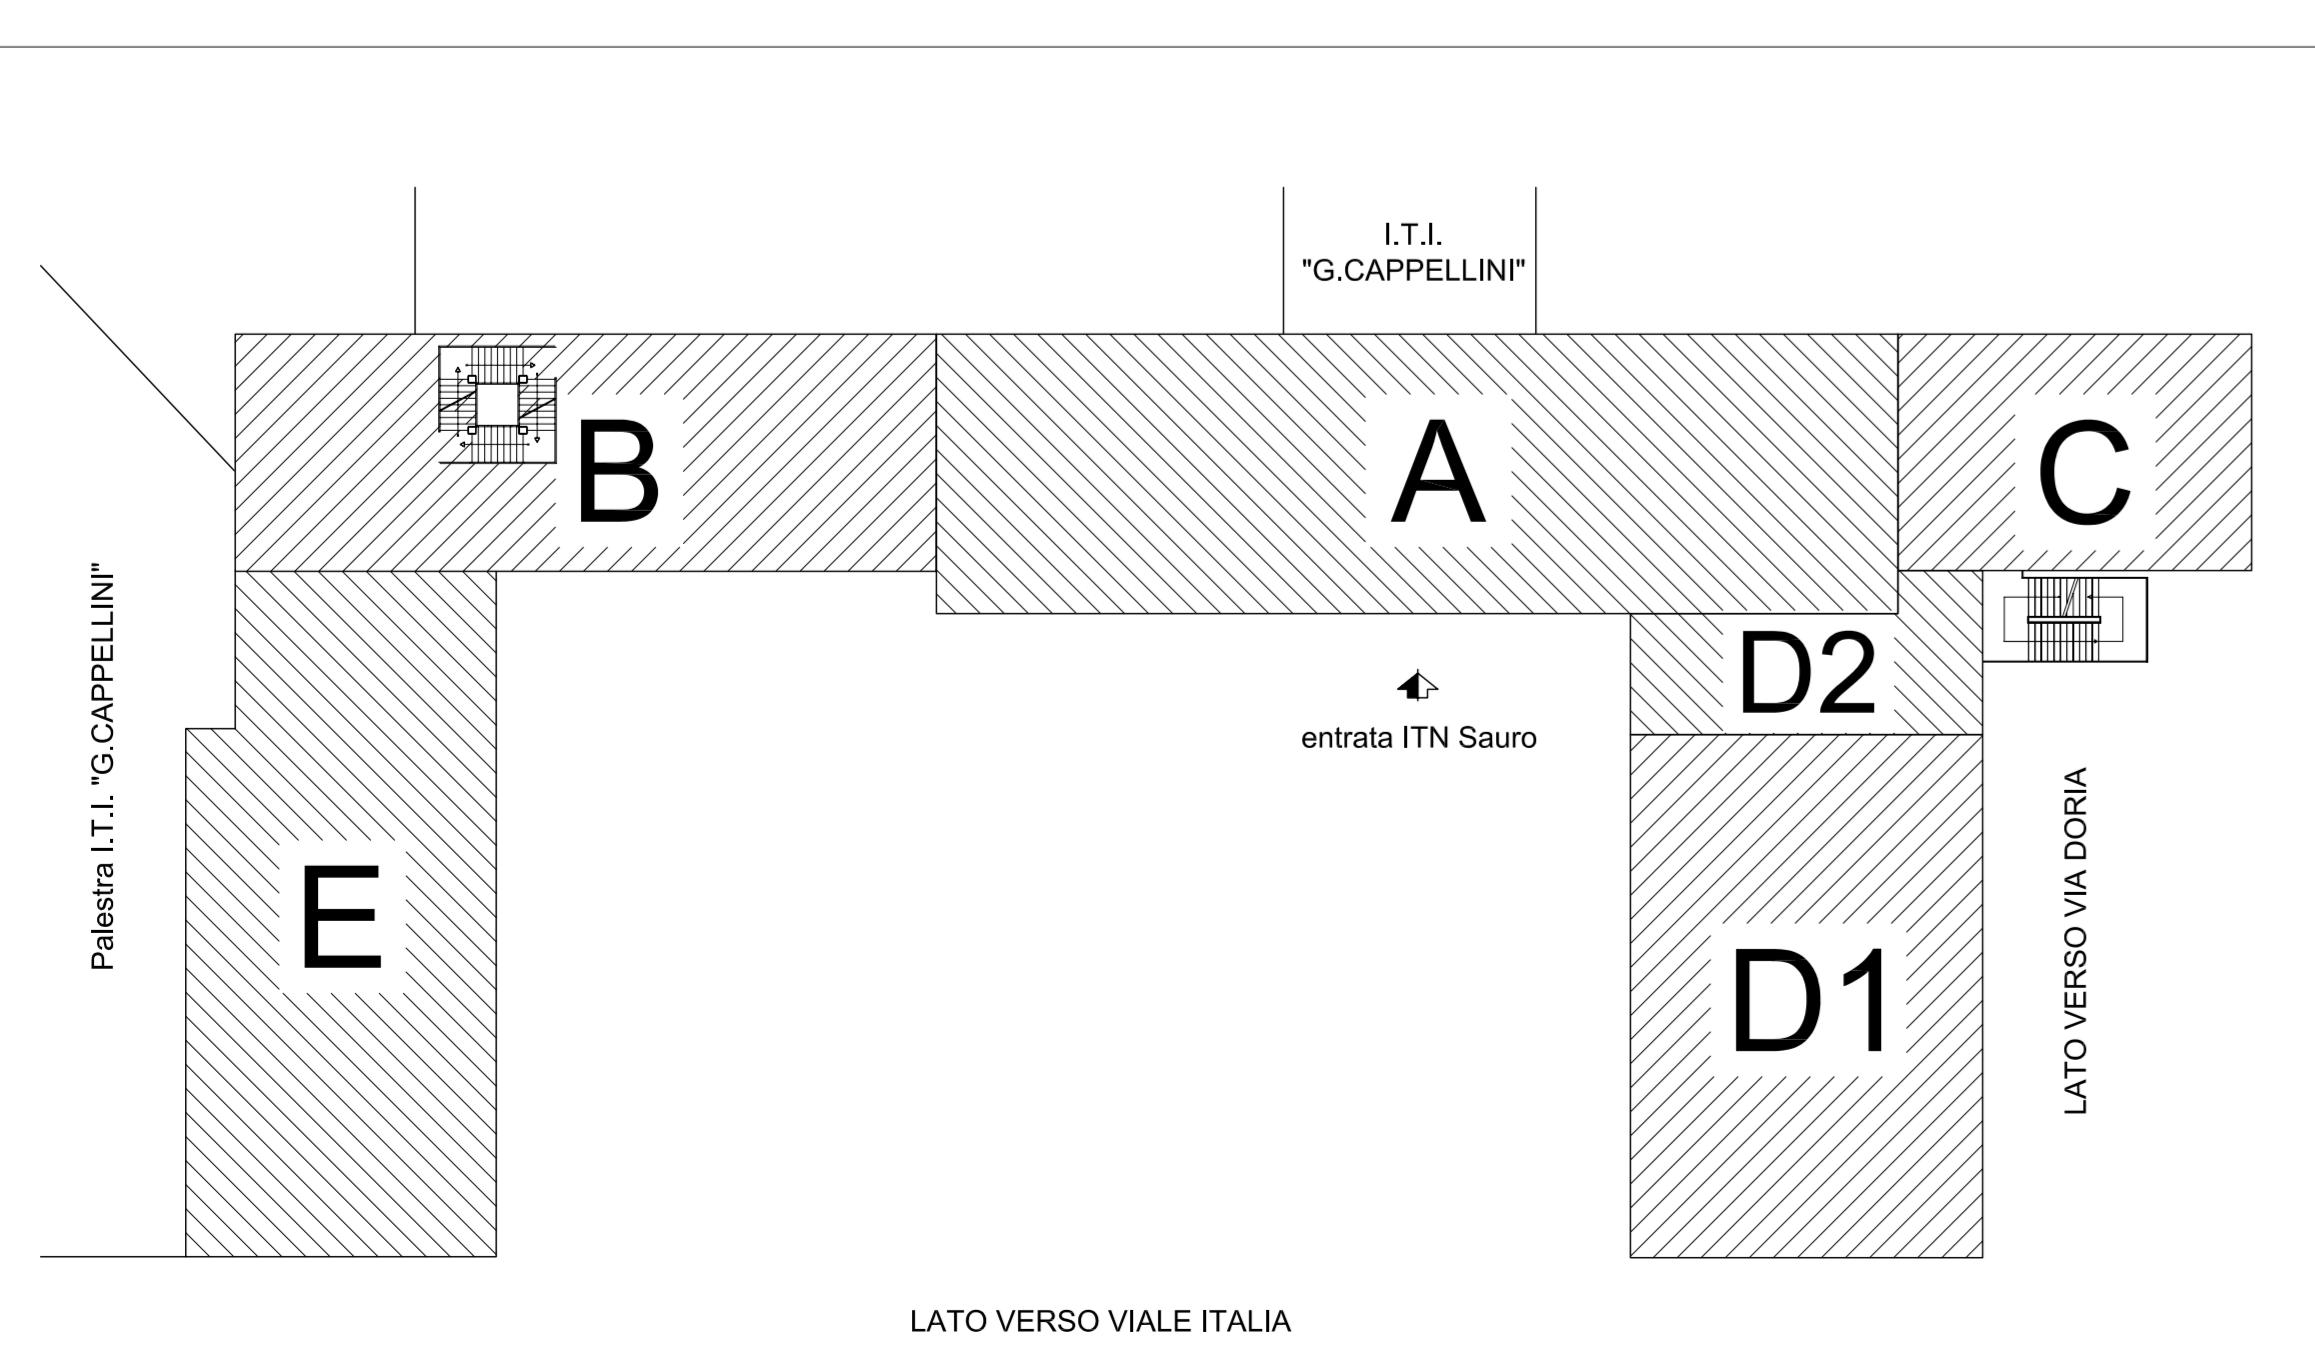 I.T.I.
"G.CAPPELLINI"
B
A
C
D2
entrata ITN Sauro
Palestra I.T.I. "G.CAPPELLINI"
E
D1
LATO VERSO VIA DORIA
LATO VERSO VIALE ITALIA